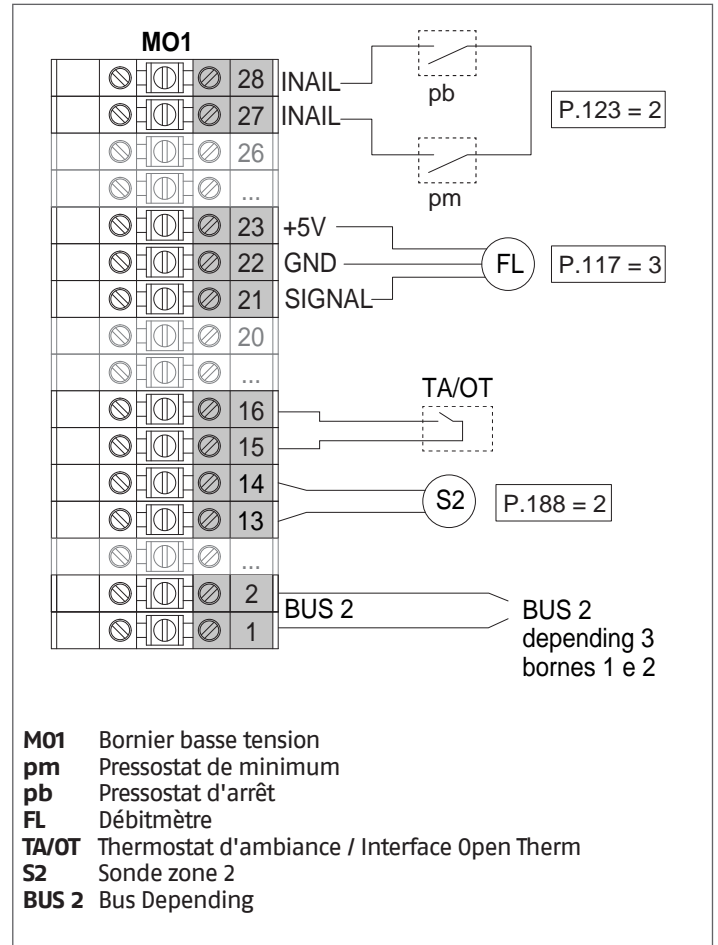 MO1
28 INAIL
pb
27 INAIL
P.123 = 2
26
pm
...
23 +5V
22 GND
FL
P.117 = 3
21 SIGNAL
20
...
TA/OT
16
15
14
S2
P.188 = 2
13
...
2
BUS 2
1
BUS 2
depending 3
bornes 1 e 2
MO1 Bornier basse tension
pm Pressostat de minimum
pb Pressostat d'arrêt
FL Débitmètre
TA/OT Thermostat d'ambiance / Interface Open Therm
S2 Sonde zone 2
BUS 2 Bus Depending